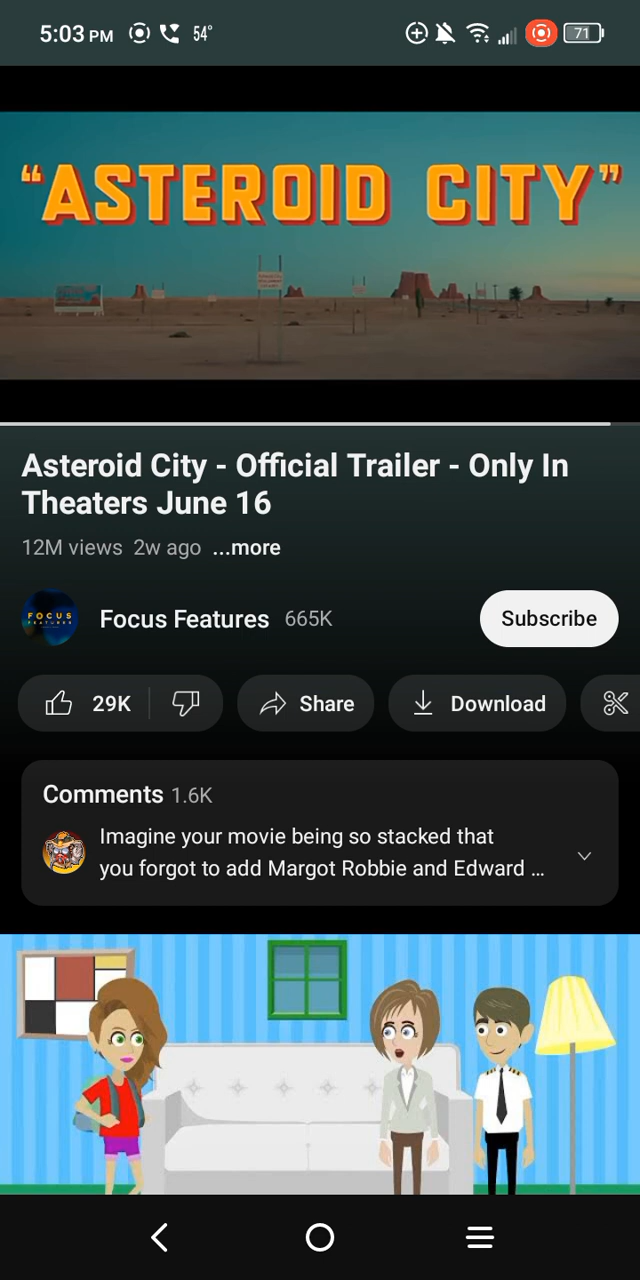 5:03 PM 54° 71
“ASTEROID CITY”
Asteroid City - Official Trailer - Only In
Theaters June 16
12M views 2w ago ...more
FOCUS
FEATURES
Focus Features 665K
Subscribe
29K Share Download
Comments 1.6K
Imagine your movie being so stacked that
you forgot to add Margot Robbie and Edward ...